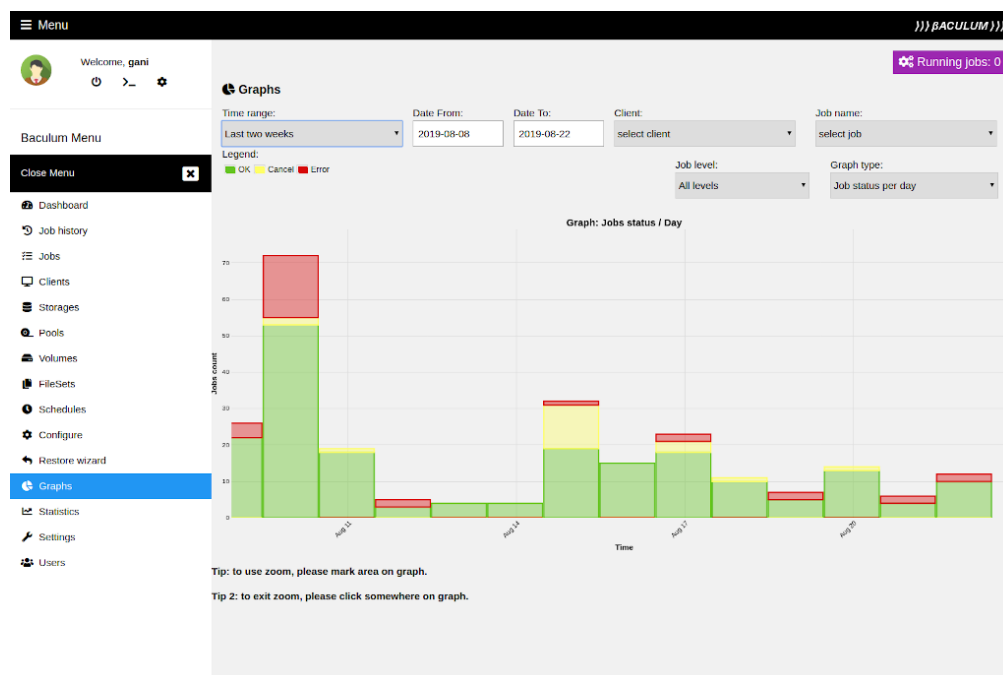 Menu
}}} βACULUM }}}
Welcome, gani
Running jobs: 0
Graphs
Time range:
Date From:
Date To:
Client:
Job name:
Last two weeks
2019-08-08
2019-08-22
select client
select job
Legend:
OK Cancel Error
Job level:
Graph type:
All levels
Job status per day
Baculum Menu
Close Menu
Dashboard
Job history
Jobs
Clients
Storages
Pools
Volumes
FileSets
Schedules
Configure
Restore wizard
Graphs
Statistics
Settings
Users
Graph: Jobs status / Day
70
60
50
40
30
20
10
0
Jobs count
Aug 11
Aug 14
Aug 17
Aug 20
Time
Tip: to use zoom, please mark area on graph.
Tip 2: to exit zoom, please click somewhere on graph.